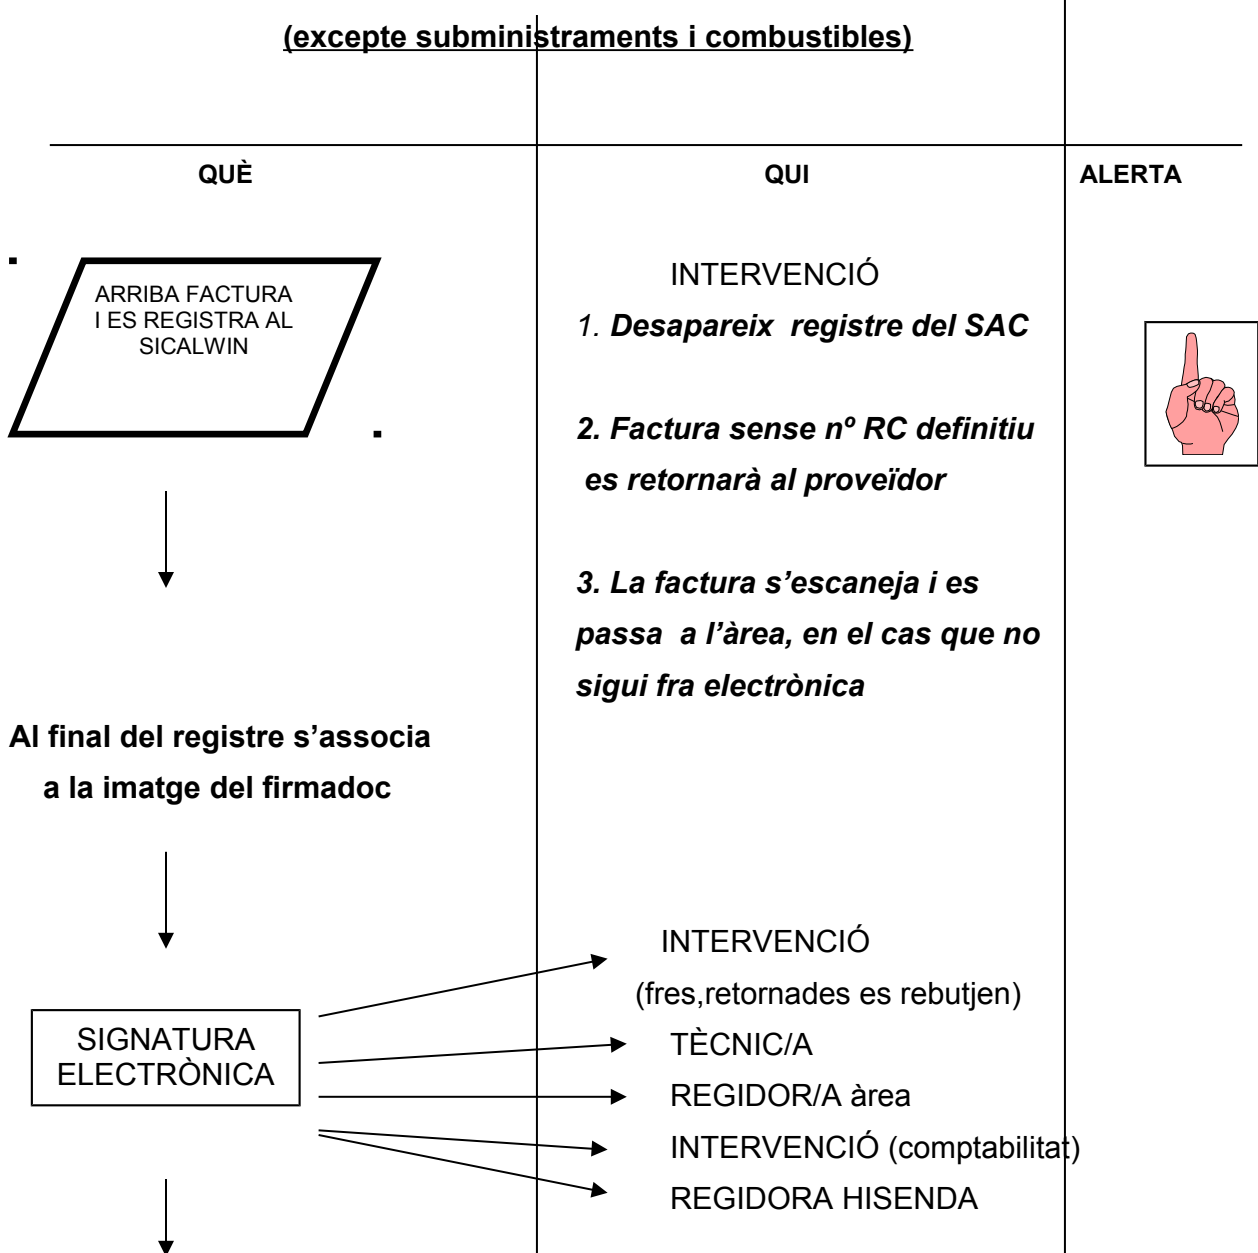 (excepte subministraments i combustibles)
QUÈ
QUI
ALERTA
ARRIBA FACTURA
I ES REGISTRA AL
SICALWIN
INTERVENCIÓ
1. Desapareix registre del SAC
2. Factura sense nº RC definitiu
es retornarà al proveïdor
3. La factura s’escaneja i es
passa a l’àrea, en el cas que no
sigui fra electrònica
Al final del registre s’associa
a la imatge del firmadoc
SIGNATURA
ELECTRÒNICA
INTERVENCIÓ
(fres,retornades es rebutjen)
TÈCNIC/A
REGIDOR/A àrea
INTERVENCIÓ (comptabilitat)
REGIDORA HISENDA